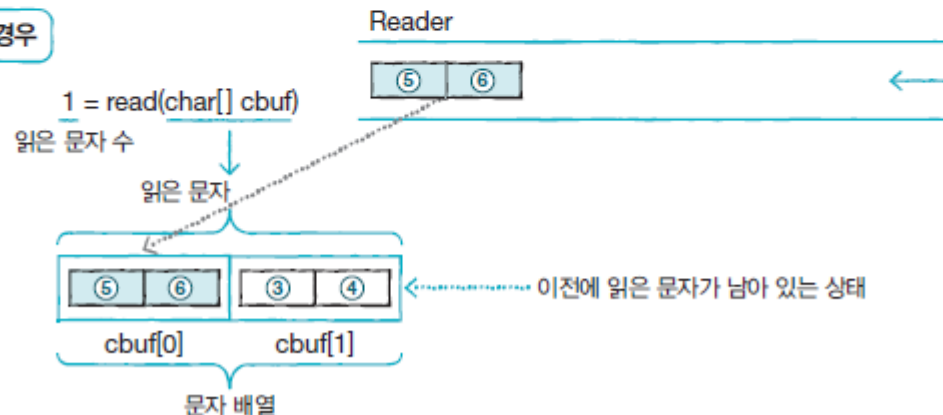 경우
Reader
⑤ ⑥
1 = read(char[] cbuf)
읽은 문자 수
읽은 문자
⑤ ⑥ ③ ④
이전에 읽은 문자가 남아 있는 상태
cbuf[0] cbuf[1]
문자 배열